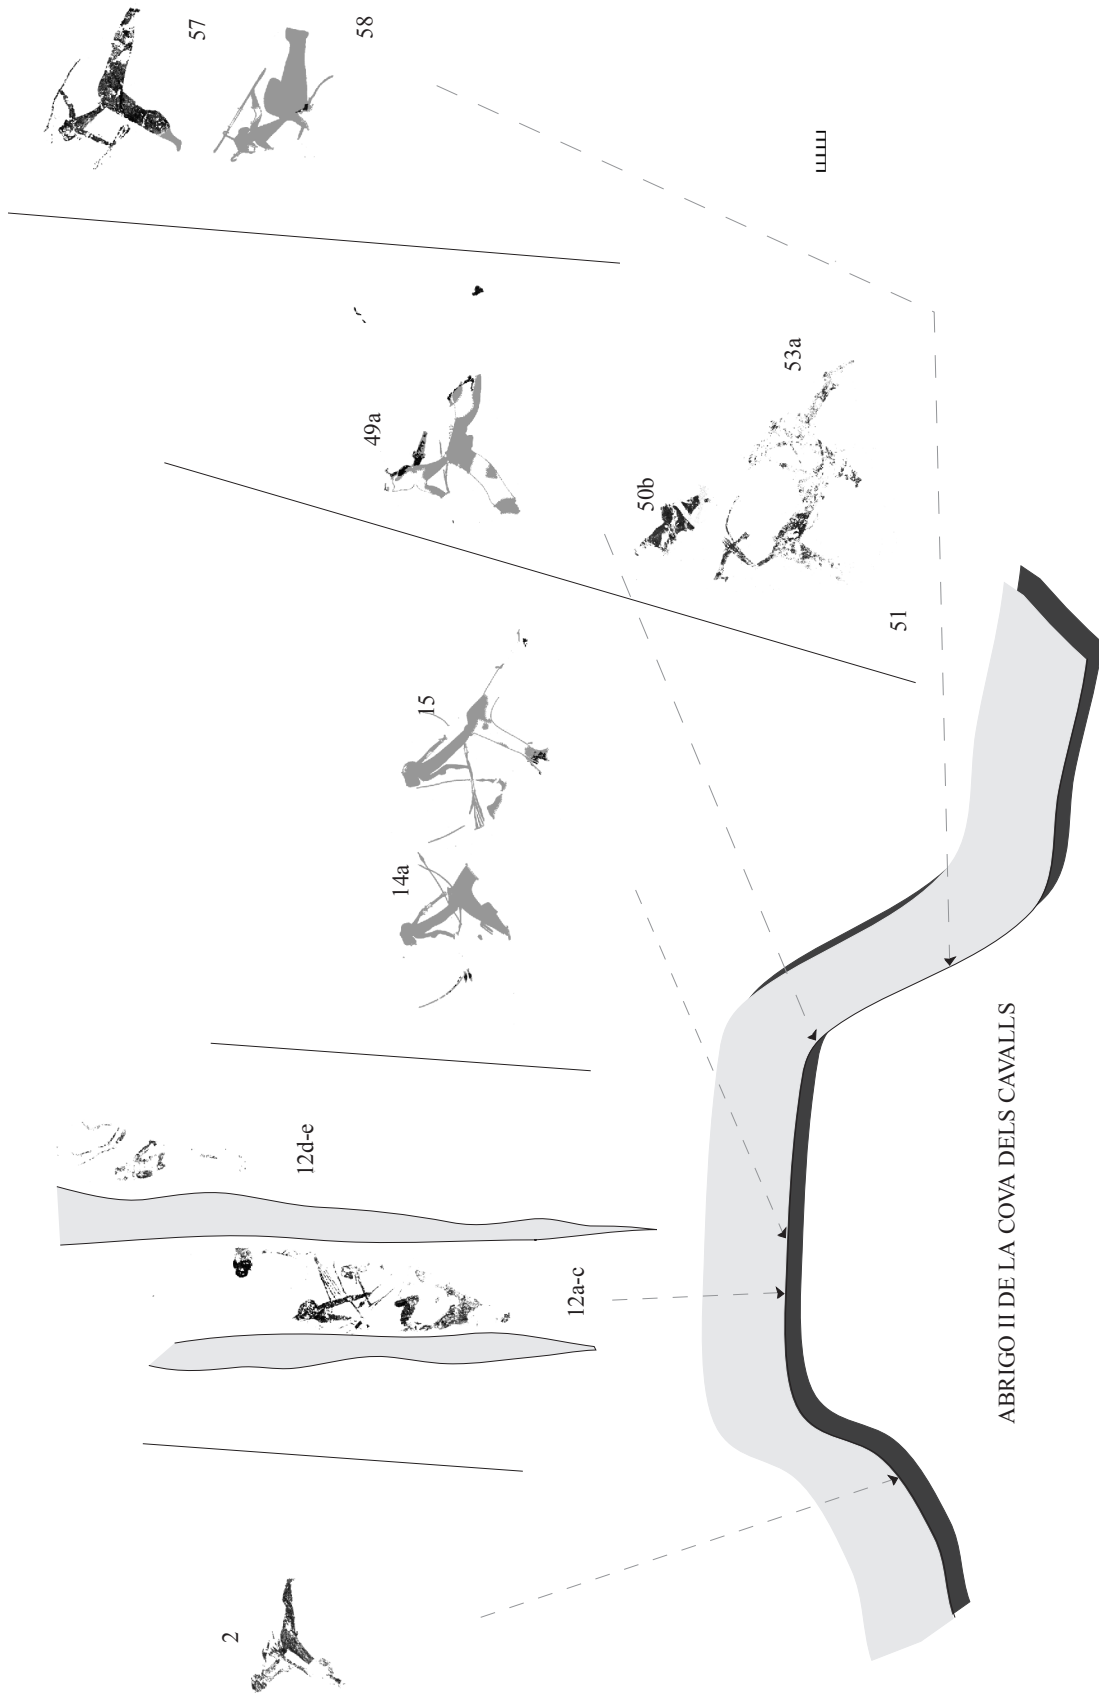 2
12a-c
12d-e
14a
15
49a
50b
51
53a
57
58
ABRIGO II DE LA COVA DELS CAVALLS